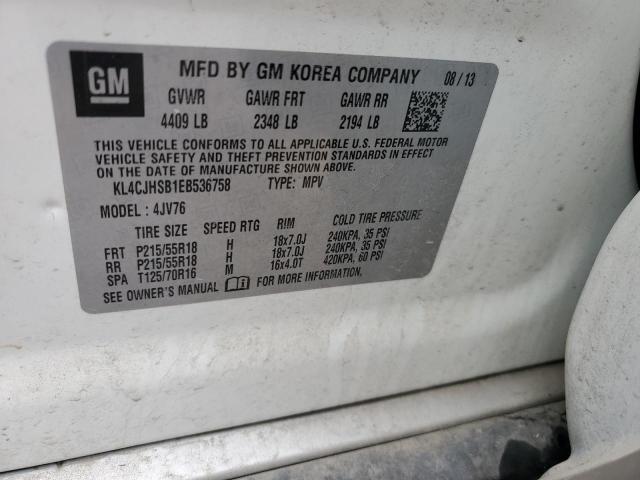 GM
MFD BY GM KOREA COMPANY 08 / 13
GVWR GAWR FRT GAWR RR
4409 LB 2348 LB 2194 LB
THIS VEHICLE CONFORMS TO ALL APPLICABLE U.S. FEDERAL MOTOR
VEHICLE SAFETY AND THEFT PREVENTION STANDARDS IN EFFECT
ON THE DATE OF MANUFACTURE SHOWN ABOVE.
KL4CJHSB1EB536758 TYPE: MPV
MODEL : 4JV76
TIRE SIZE SPEED RTG RIM COLD TIRE PRESSURE
FRT P215/55R18 H 18x7.0J 240KPA, 35 PSI
RR P215/55R18 H 18x7.0J 240KPA, 35 PSI
SPA T125/70R16 M 16x4.0T 420KPA, 60 PSI
SEE OWNER'S MANUAL FOR MORE INFORMATION.